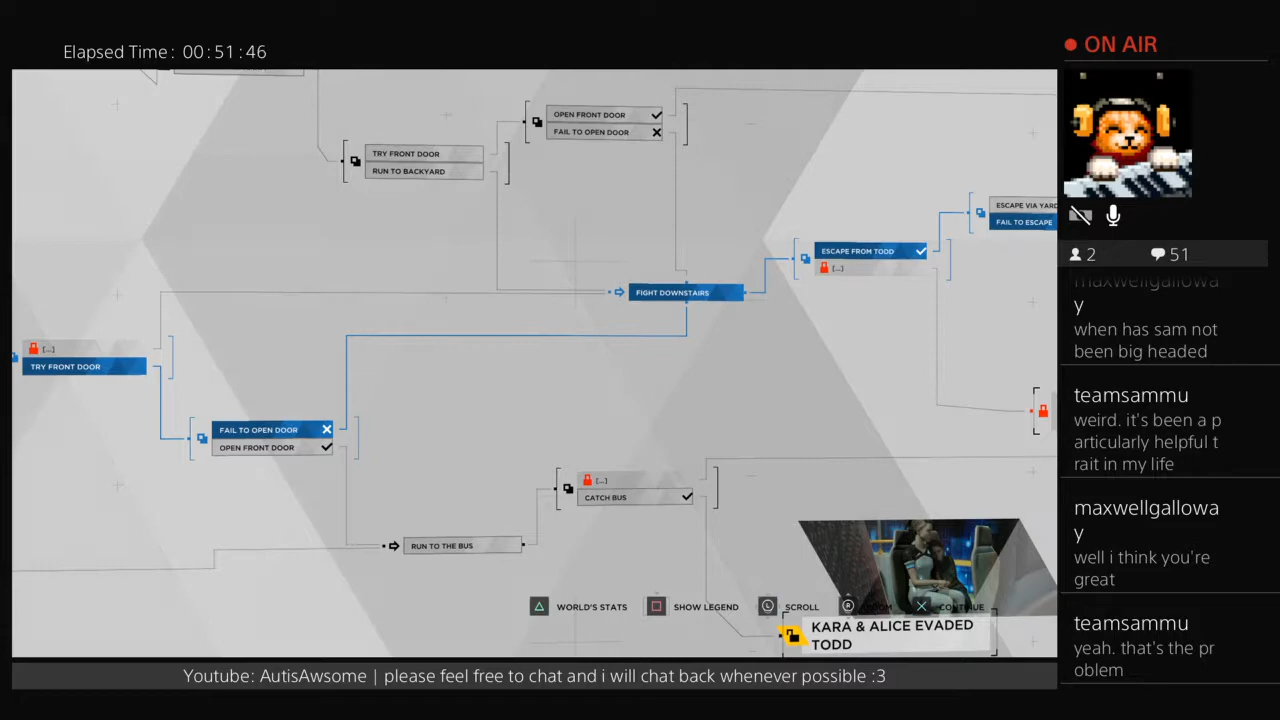 Elapsed Time: 00:51:46
ON AIR
OPEN FRONT DOOR
FAIL TO OPEN DOOR
TRY FRONT DOOR
RUN TO BACKYARD
ESCAPE VIA YARD
FAIL TO ESCAPE
ESCAPE FROM TODD
[...]
FIGHT DOWNSTAIRS
[...]
TRY FRONT DOOR
FAIL TO OPEN DOOR
OPEN FRONT DOOR
[...]
CATCH BUS
RUN TO THE BUS
WORLD'S STATS
SHOW LEGEND
L
SCROLL
R
ZOOM
CONTINUE
KARA & ALICE EVADED
TODD
Youtube: AutisAwsome | please feel free to chat and i will chat back whenever possible :3
2
51
maxwellgallowa
y
when has sam not
been big headed
teamsammu
weird. it's been a p
articularly helpful t
rait in my life
maxwellgallowa
y
well i think you're
great
teamsammu
yeah. that's the pr
oblem